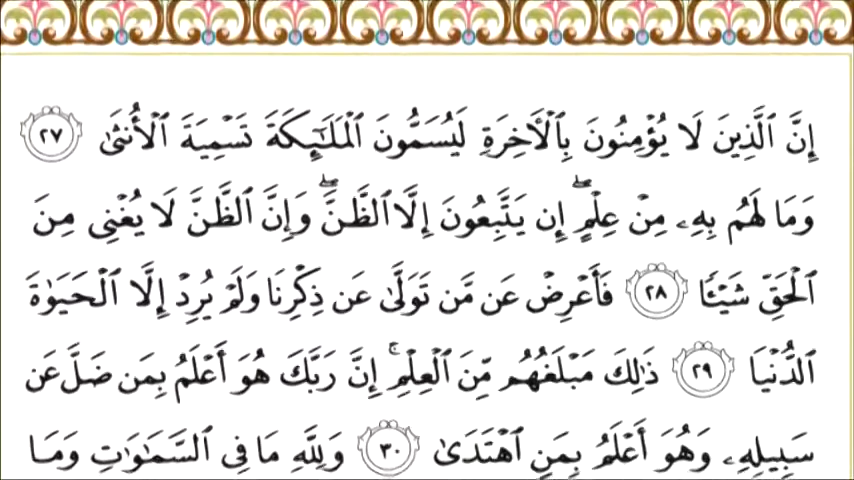 إِنَّ ٱلَّذِينَ لَا يُؤْمِنُونَ بِٱلْأَخِرَةِ لَيُسَمُّونَ ٱلْمَلَـٰٓئِكَةَ تَسْمِيَةَ ٱلْأُنثَىٰ ٢٧
وَمَا لَهُم بِهِۦ مِنْ عِلْمٍ ۖ إِن يَتَّبِعُونَ إِلَّا ٱلظَّنَّ ۖ وَإِنَّ ٱلظَّنَّ لَا يُغْنِى مِنَ
ٱلْحَقِّ شَيْـًٔا ٢٨ فَأَعْرِضْ عَن مَّن تَوَلَّىٰ عَن ذِكْرِنَا وَلَمْ يُرِدْ إِلَّا ٱلْحَيَوٰةَ
ٱلدُّنْيَا ٢٩ ذَٰلِكَ مَبْلَغُهُم مِّنَ ٱلْعِلْمِ ۚ إِنَّ رَبَّكَ هُوَ أَعْلَمُ بِمَن ضَلَّ عَن
سَبِيلِهِۦ وَهُوَ أَعْلَمُ بِمَنِ ٱهْتَدَىٰ ٣٠ وَلِلَّهِ مَا فِى ٱلسَّمَـٰوَٰتِ وَمَا